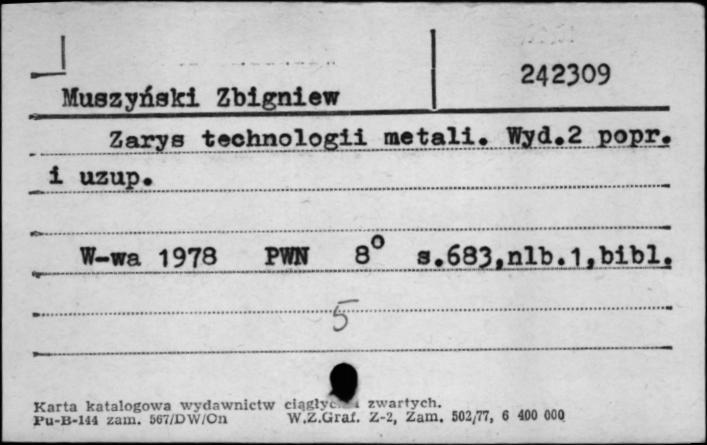 242309
Muszyński Zbigniew
Zarys technologii metali. Wyd.2 popr.
i uzup.
W-wa 1978 PWN 8° s.683,nlb.1,bibl.
5
Karta katalogowa wydawnictw zwartych.
Pu-B-144 zam. 567/DW/On W.Z.Graf. Z-2, Zam. 502/77, 6 400 000